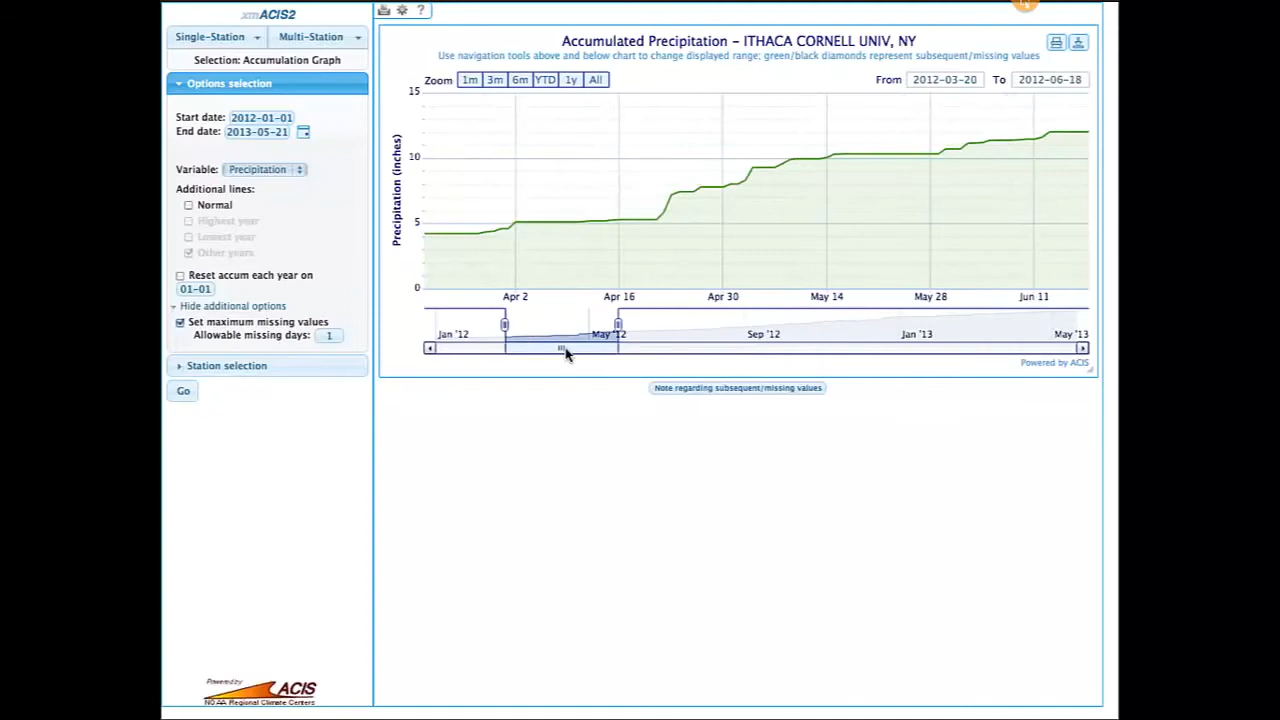 xmACIS2
Single-Station
Multi-Station
Selection: Accumulation Graph
Options selection
Start date: 2012-01-01
End date: 2013-05-21
Variable: Precipitation
Additional lines:
Normal
Highest year
Lowest year
Other years
Reset accum each year on
01-01
Hide additional options
Set maximum missing values
Allowable missing days: 1
Station selection
Go
Powered by
ACIS
NOAA Regional Climate Centers
?
Accumulated Precipitation - ITHACA CORNELL UNIV, NY
Use navigation tools above and below chart to change displayed range; green/black diamonds represent subsequent/missing values
Zoom 1m 3m 6m YTD 1y All
From 2012-03-20 To 2012-06-18
Precipitation (inches)
15
10
5
0
Apr 2 Apr 16 Apr 30 May 14 May 28 Jun 11
Jan '12 May '12 Sep '12 Jan '13 May '13
Powered by ACIS
Note regarding subsequent/missing values